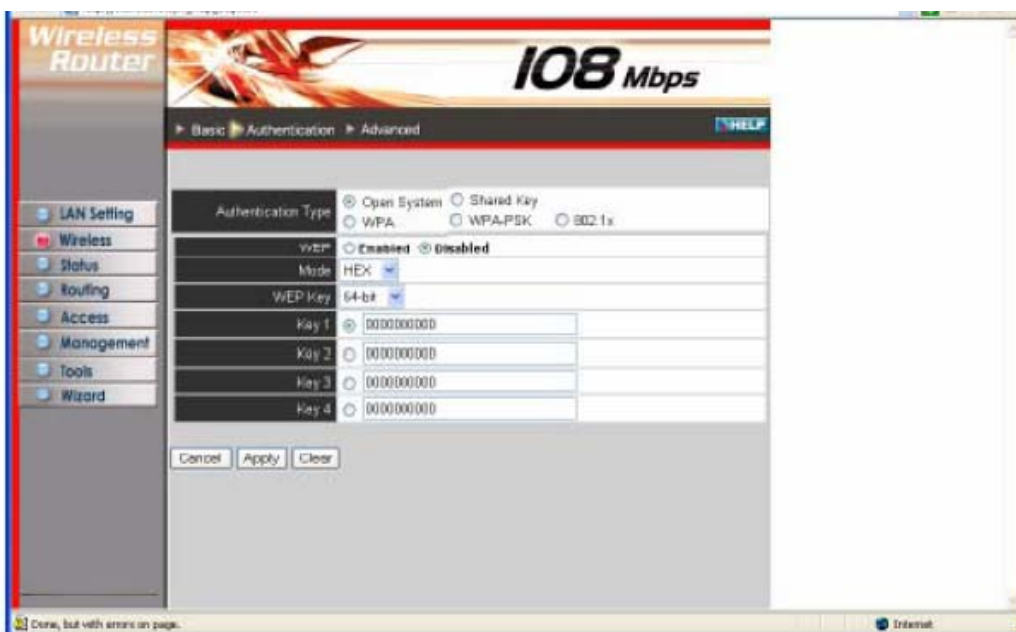 Wireless
Router
108 Mbps
Basic Authentication Advanced
HELP
LAN Setting
Wireless
Status
Routing
Access
Management
Tools
Wizard
Authentication Type
Open System Shared Key
WPA WPA-PSK 802.1x
WEP Enabled Disabled
Mode HEX
WEP Key 64-bit
Key 1 0000000000
Key 2 0000000000
Key 3 0000000000
Key 4 0000000000
Cancel Apply Clear
Done, but with errors on page.
Internet